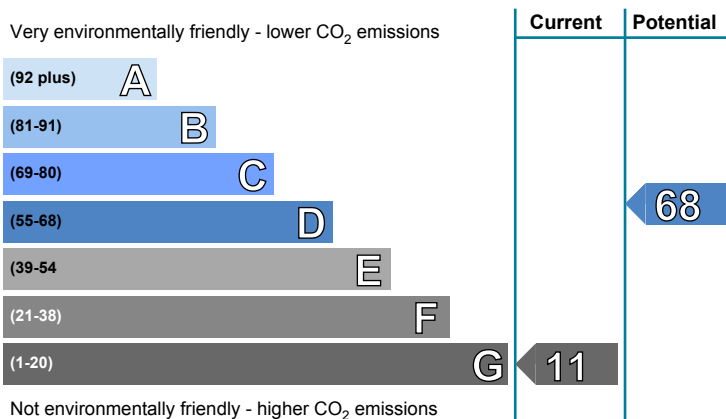 Current Potential
Very environmentally friendly - lower CO2 emissions
(92 plus) A
(81-91) B
(69-80) C
(55-68) D
68
(39-54 E
(21-38) F
(1-20) G 11
Not environmentally friendly - higher CO2 emissions